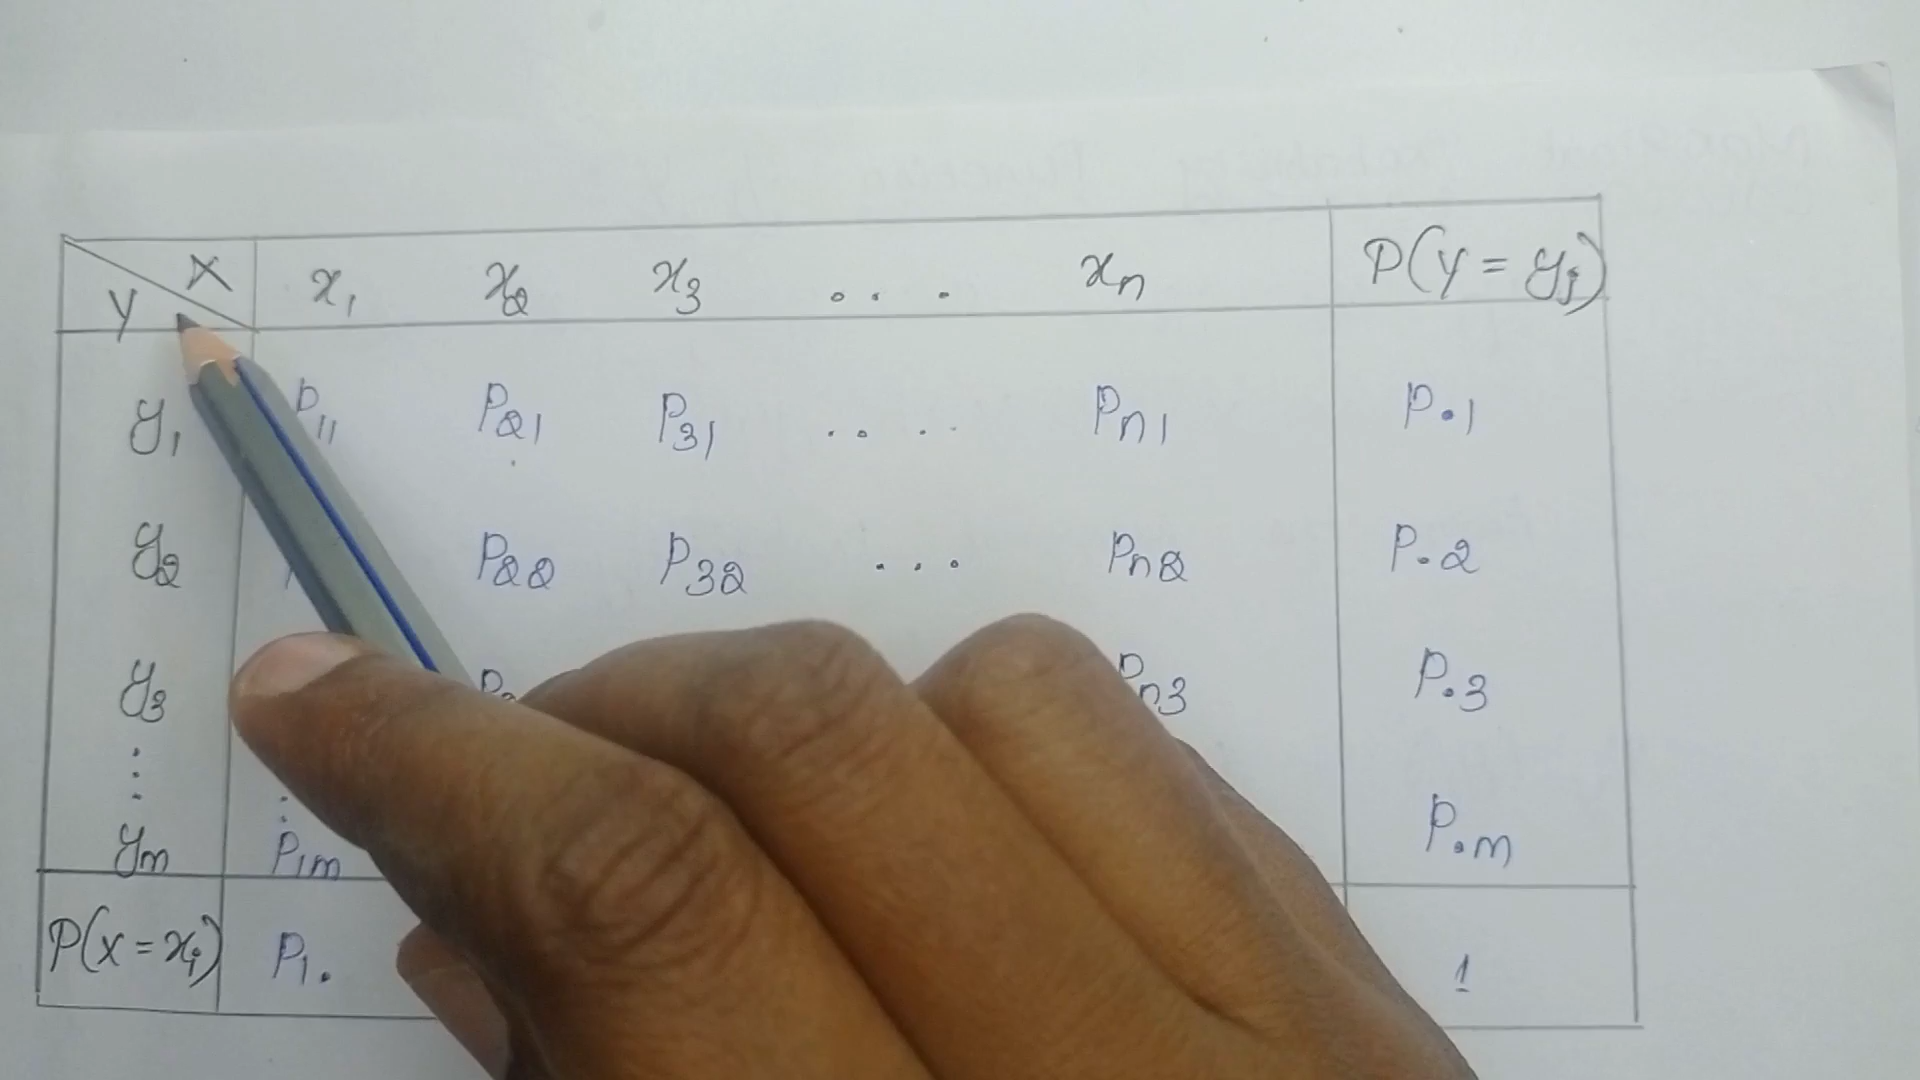 X x₁ x₂ x₃ . . . xₙ P(Y = yⱼ)
Y
y₁ P₁₁ P₂₁ P₃₁ . . . . Pₙ₁ P.₁
y₂ P₂₂ P₃₂ . . . Pₙ₂ P.₂
y₃ Pₙ₃ P.₃
yₘ P₁ₘ P.ₘ
P(X = xᵢ) P₁. 1